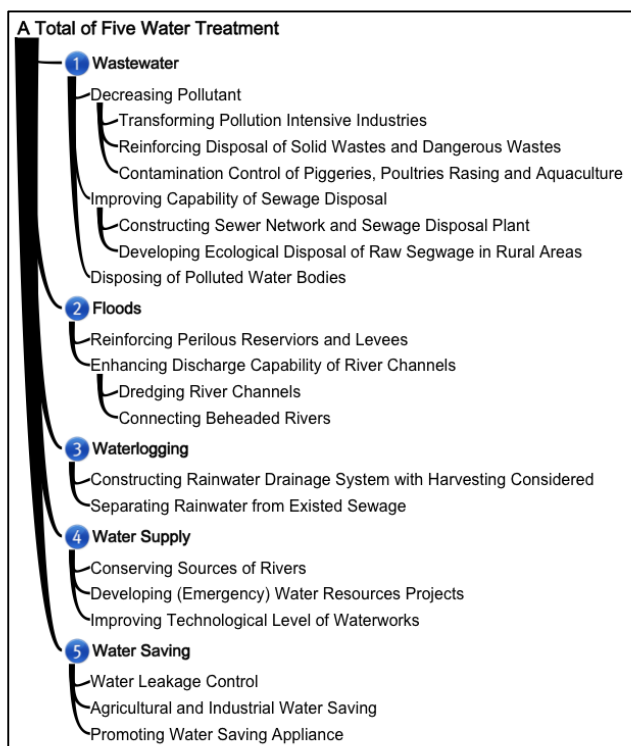 A Total of Five Water Treatment
1 Wastewater
Decreasing Pollutant
Transforming Pollution Intensive Industries
Reinforcing Disposal of Solid Wastes and Dangerous Wastes
Contamination Control of Piggeries, Poultries Rasing and Aquaculture
Improving Capability of Sewage Disposal
Constructing Sewer Network and Sewage Disposal Plant
Developing Ecological Disposal of Raw Segwage in Rural Areas
Disposing of Polluted Water Bodies
2 Floods
Reinforcing Perilous Reserviors and Levees
Enhancing Discharge Capability of River Channels
Dredging River Channels
Connecting Beheaded Rivers
3 Waterlogging
Constructing Rainwater Drainage System with Harvesting Considered
Separating Rainwater from Existed Sewage
4 Water Supply
Conserving Sources of Rivers
Developing (Emergency) Water Resources Projects
Improving Technological Level of Waterworks
5 Water Saving
Water Leakage Control
Agricultural and Industrial Water Saving
Promoting Water Saving Appliance